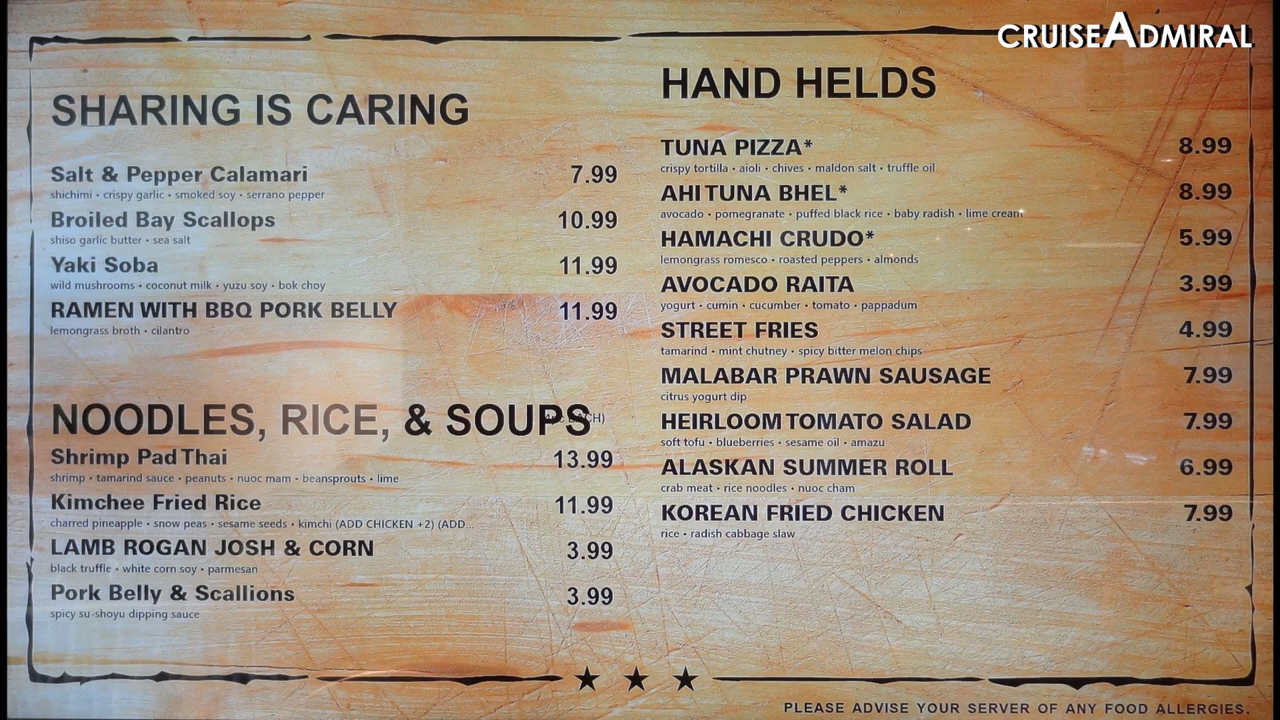 CRUISEADMIRAL
SHARING IS CARING
Salt & Pepper Calamari 7.99
shichimi • crispy garlic • smoked soy • serrano pepper
Broiled Bay Scallops 10.99
shiso garlic butter • sea salt
Yaki Soba 11.99
wild mushrooms • coconut milk • yuzu soy • bok choy
RAMEN WITH BBQ PORK BELLY 11.99
lemongrass broth • cilantro
NOODLES, RICE, & SOUPS
Shrimp Pad Thai 13.99
shrimp • tamarind sauce • peanuts • nuoc mam • beansprouts • lime
Kimchee Fried Rice 11.99
charred pineapple • snow peas • sesame seeds • kimchi (ADD CHICKEN +2) (ADD...
LAMB ROGAN JOSH & CORN 3.99
black truffle • white corn soy • parmesan
Pork Belly & Scallions 3.99
spicy su-shoyu dipping sauce
HAND HELDS
TUNA PIZZA* 8.99
crispy tortilla • aioli • chives • maldon salt • truffle oil
AHI TUNA BHEL* 8.99
avocado • pomegranate • puffed black rice • baby radish • lime cream
HAMACHI CRUDO* 5.99
lemongrass romesco • roasted peppers • almonds
AVOCADO RAITA 3.99
yogurt • cumin • cucumber • tomato • pappadum
STREET FRIES 4.99
tamarind • mint chutney • spicy bitter melon chips
MALABAR PRAWN SAUSAGE 7.99
citrus yogurt dip
HEIRLOOM TOMATO SALAD 7.99
soft tofu • blueberries • sesame oil • amazu
ALASKAN SUMMER ROLL 6.99
crab meat • rice noodles • nuoc cham
KOREAN FRIED CHICKEN 7.99
rice • radish cabbage slaw
PLEASE ADVISE YOUR SERVER OF ANY FOOD ALLERGIES.